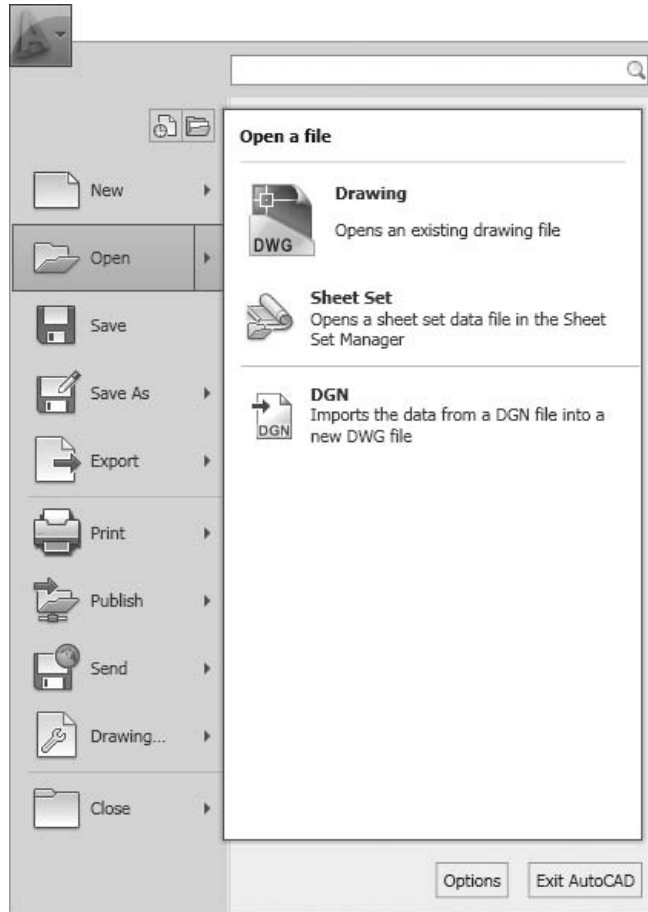 Open a file
New
Open
Save
Save As
Export
Print
Publish
Send
Drawing...
Close
DWG
Drawing
Opens an existing drawing file
Sheet Set
Opens a sheet set data file in the Sheet
Set Manager
DGN
DGN
Imports the data from a DGN file into a
new DWG file
Options
Exit AutoCAD